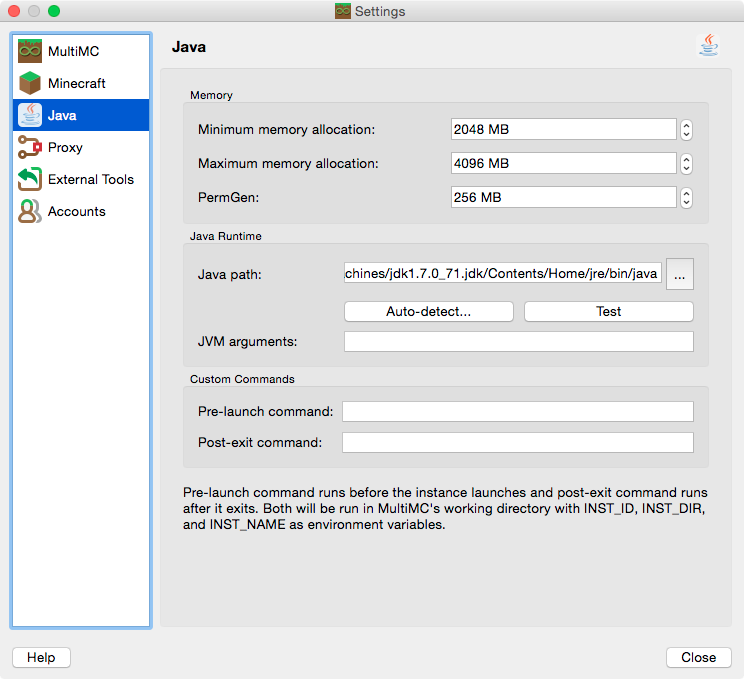 Settings
MultiMC
Minecraft
Java
Proxy
External Tools
Accounts
Java
Memory
Minimum memory allocation: 2048 MB
Maximum memory allocation: 4096 MB
PermGen: 256 MB
Java Runtime
Java path: chines/jdk1.7.0_71.jdk/Contents/Home/jre/bin/java ...
Auto-detect... Test
JVM arguments:
Custom Commands
Pre-launch command:
Post-exit command:
Pre-launch command runs before the instance launches and post-exit command runs
after it exits. Both will be run in MultiMC's working directory with INST_ID, INST_DIR,
and INST_NAME as environment variables.
Help Close